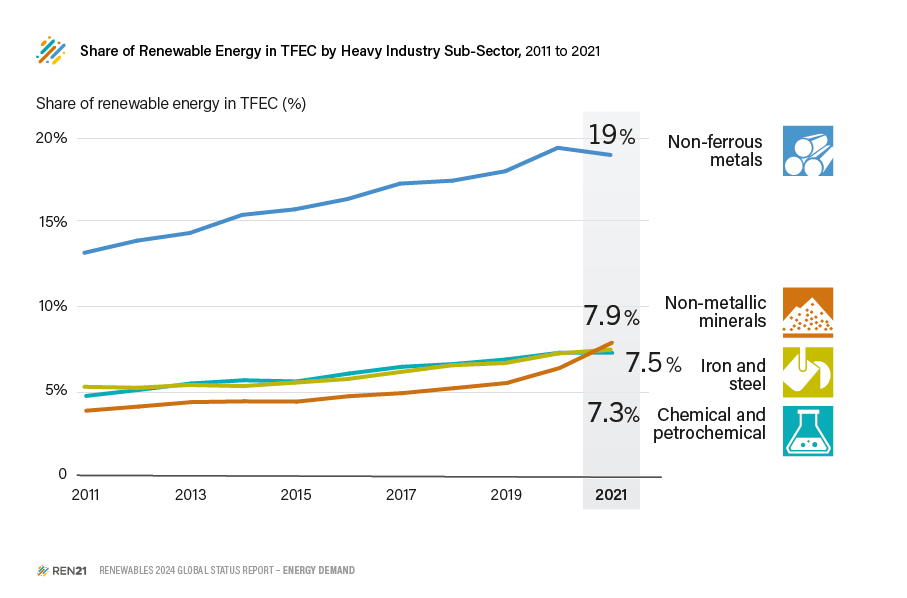 Share of Renewable Energy in TFEC by Heavy Industry Sub-Sector, 2011 to 2021
Share of renewable energy in TFEC (%)
20%
19%
Non-ferrous
metals
15%
10%
7.9%
Non-metallic
minerals
7.5%
Iron and
steel
5%
7.3%
Chemical and
petrochemical
0
2011 2013 2015 2017 2019 2021
REN21 RENEWABLES 2024 GLOBAL STATUS REPORT – ENERGY DEMAND